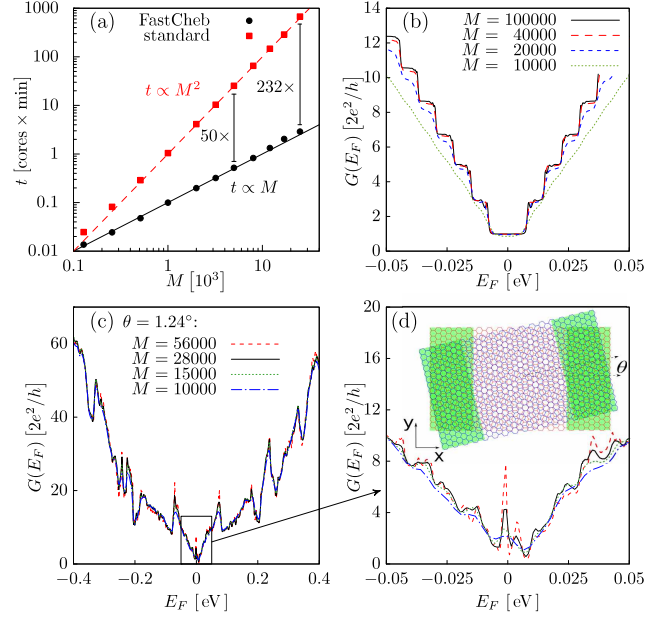 (a)
FastCheb
standard
t ∝ M²
232×
50×
t ∝ M
1000
100
10
1
0.1
0.01
0.1
1
10
t [cores × min]
M [10³]
(b)
M = 100000
M = 40000
M = 20000
M = 10000
14
12
10
8
6
4
2
0
−0.05
−0.025
0
0.025
0.05
G(E_F) [2e²/h]
E_F [eV]
(c) θ = 1.24°:
M = 56000
M = 28000
M = 15000
M = 10000
80
60
40
20
0
−0.4
−0.2
0
0.2
0.4
G(E_F) [2e²/h]
E_F [eV]
(d)
θ
y
x
20
16
12
8
4
0
−0.05
−0.025
0
0.025
0.05
G(E_F) [2e²/h]
E_F [eV]